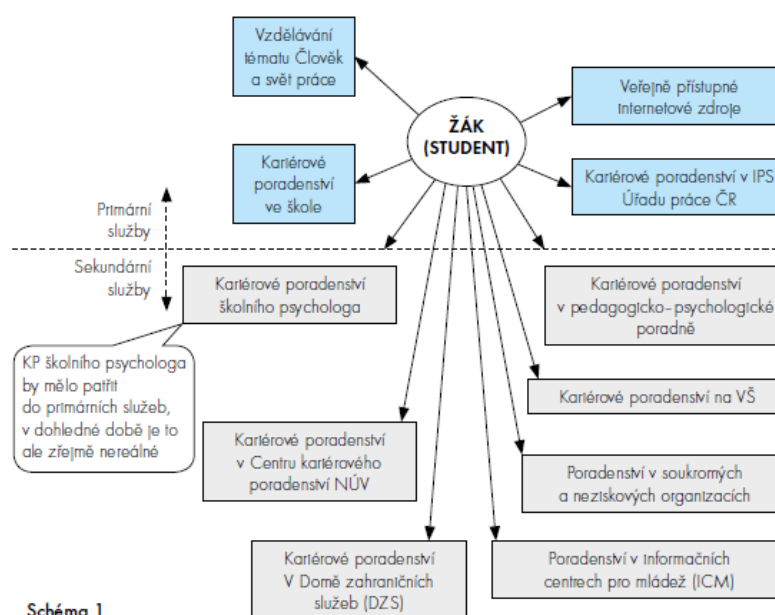 Vzdělávání
tématu Člověk
a svět práce
Veřejně přístupné
internetové zdroje
ŽÁK
(STUDENT)
Kariérové
poradenství
ve škole
Kariérové poradenství v IPS
Úřadu práce ČR
Primární
služby
Sekundární
služby
Kariérové poradenství
školního psychologa
Kariérové poradenství
v pedagogicko-psychologické
poradně
KP školního psychologa
by mělo patřit
do primárních služeb,
v dohledné době je to
ale zřejmě nereálné
Kariérové poradenství na VŠ
Kariérové poradenství
v Centru kariérového
poradenství NÚV
Poradenství v soukromých
a neziskových organizacích
Kariérové poradenství
V Domě zahraničních
služeb (DZS)
Poradenství v informačních
centrech pro mládež (ICM)
Schéma 1